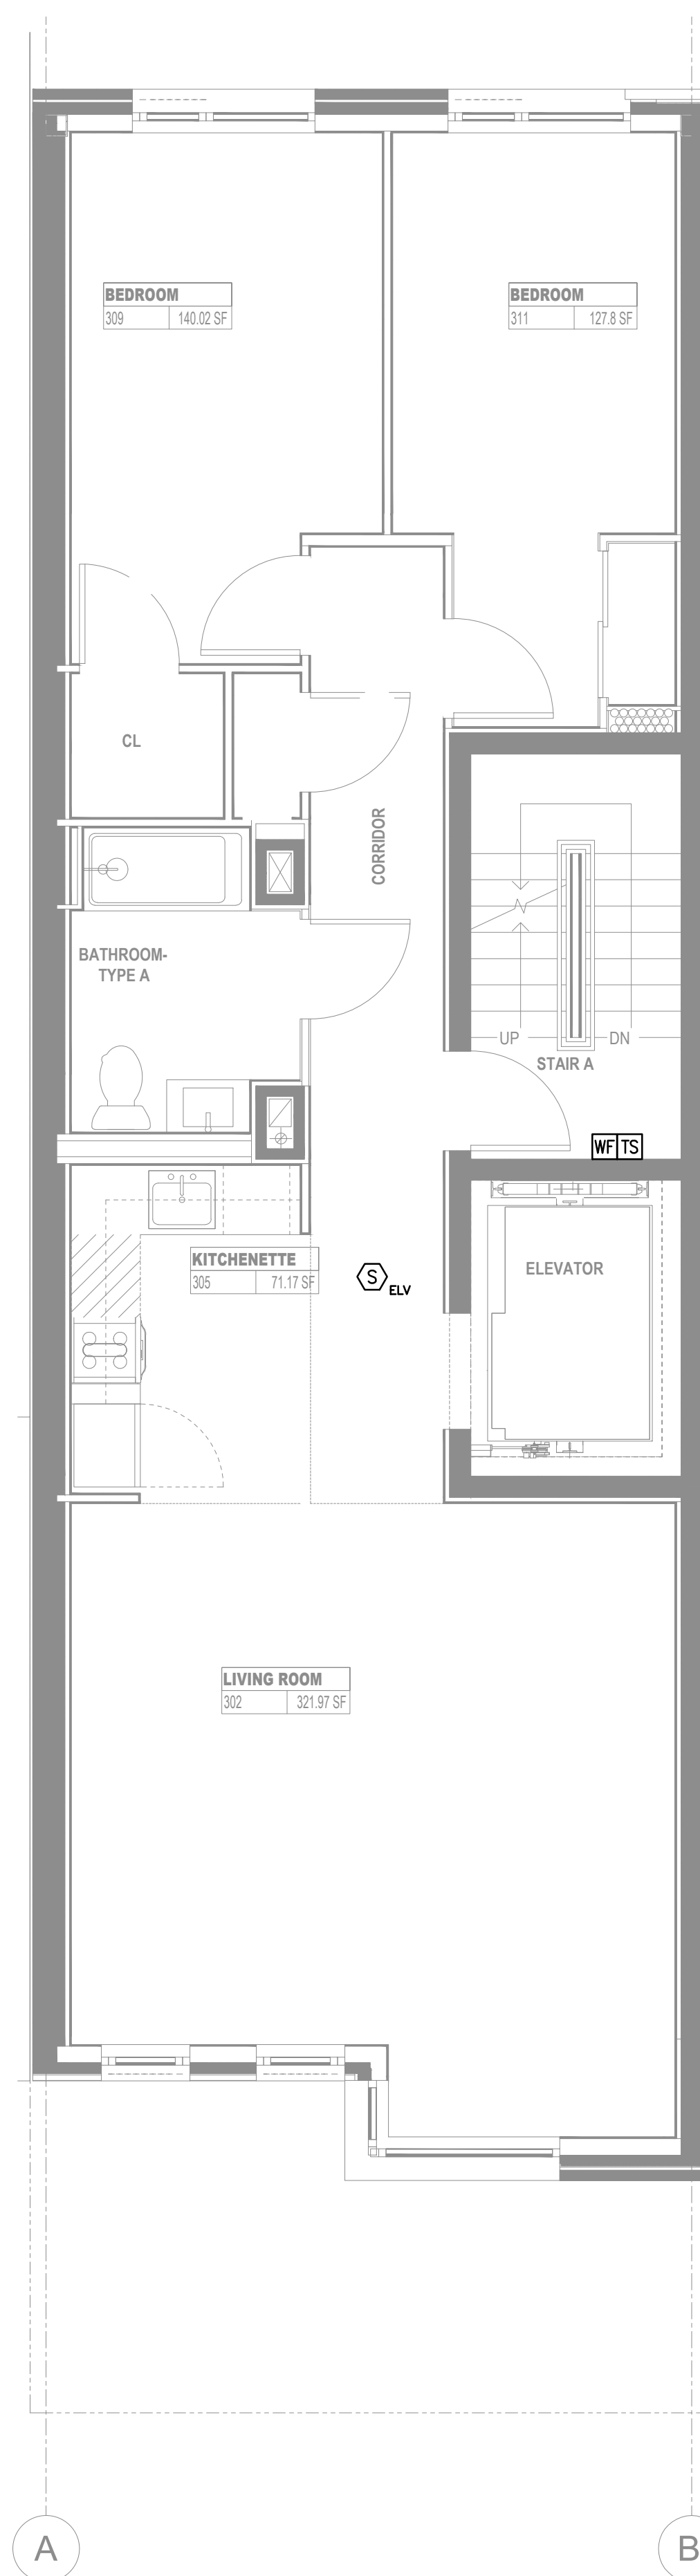 BEDROOM
309 140.02 SF
BEDROOM
311 127.8 SF
CL
CORRIDOR
BATHROOM-
TYPE A
UP
DN
STAIR A
WF TS
KITCHENETTE
305 71.17 SF
S
ELV
ELEVATOR
LIVING ROOM
302 321.97 SF
A
B